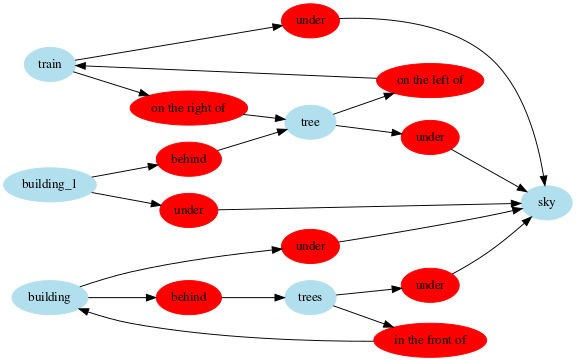 under
train
on the left of
on the right of
tree
under
behind
building_1
sky
under
under
under
building
behind
trees
in the front of